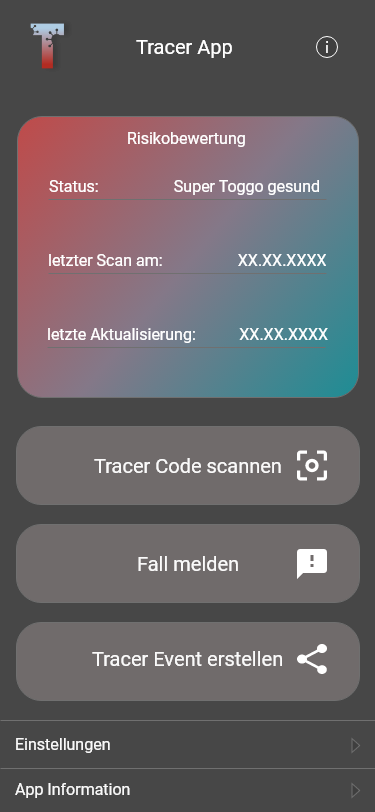 T
Tracer App
Risikobewertung
Status: Super Toggo gesund
letzter Scan am: XX.XX.XXXX
letzte Aktualisierung: XX.XX.XXXX
Tracer Code scannen
Fall melden
Tracer Event erstellen
Einstellungen
App Information